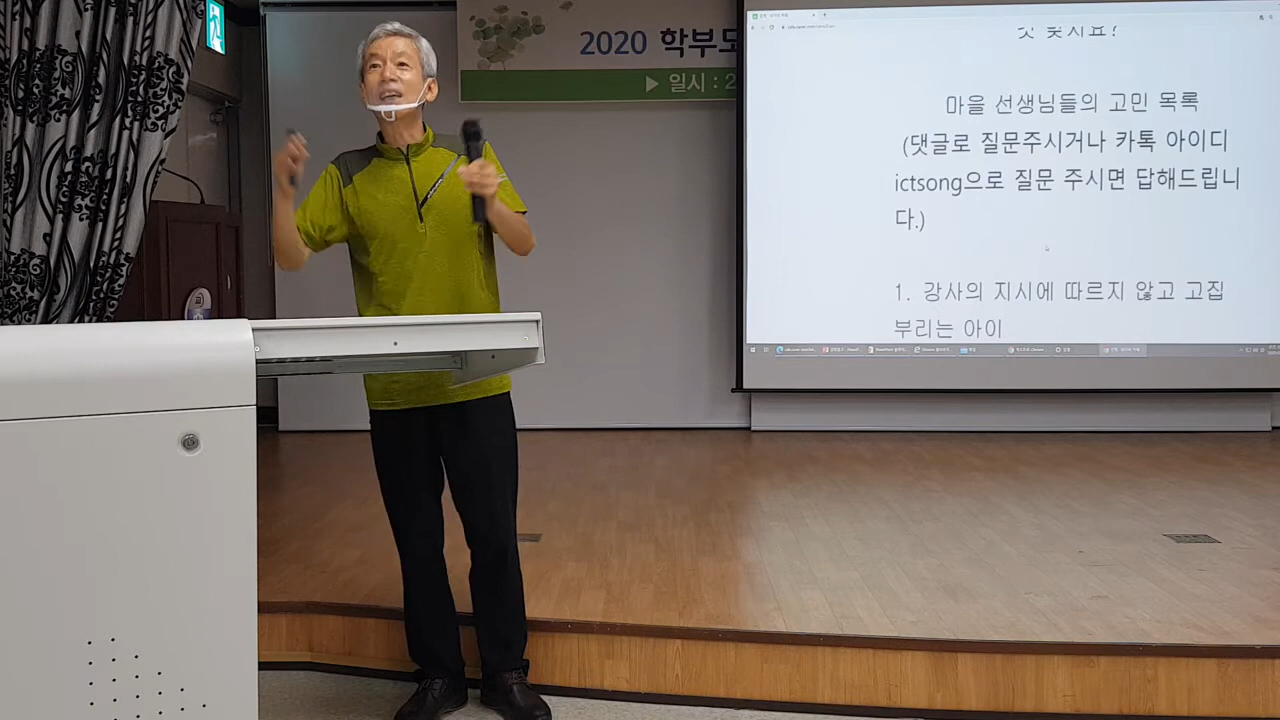 2020 학부모
▶ 일시 : 2
마을 선생님들의 고민 목록
(댓글로 질문주시거나 카톡 아이디
ictsong으로 질문 주시면 답해드립니
다.)
1. 강사의 지시에 따르지 않고 고집
부리는 아이